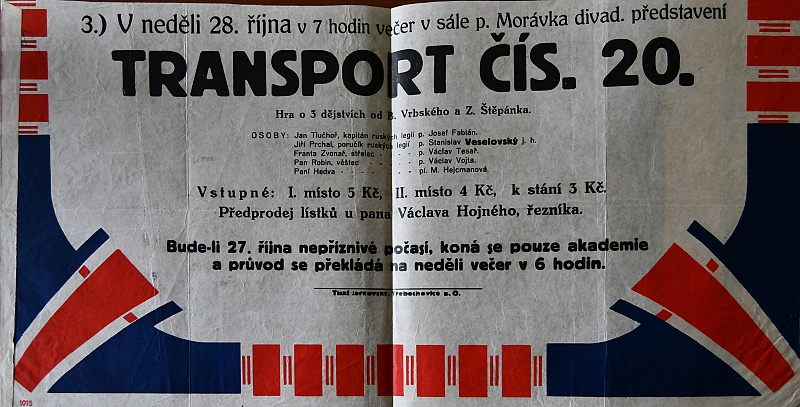 3.) V neděli 28. října v 7 hodin večer v sále p. Morávka divad. představení
TRANSPORT ČÍS. 20.
Hra o 3 dějstvích od B. Vrbského a Z. Štěpánka.
OSOBY: Jan Tlučhoř, kapitán ruských legií p. Josef Fabián.
Jiří Prchal, poručík ruských legií p. Stanislav Veselovský j. h.
Franta Zvonař, střelec - - - - p. Václav Tesař.
Pan Robin, věštec - - - - - p. Václav Vojta.
Paní Hedva - - - - - - - pí. M. Hejcmanová.
Vstupné: I. místo 5 Kč, II. místo 4 Kč, k stání 3 Kč.
Předprodej lístků u pana Václava Hojného, řezníka.
Bude-li 27. října nepříznivé počasí, koná se pouze akademie
a průvod se překládá na neděli večer v 6 hodin.
Tisk Jarkovský, Třebechovice p. O.
1015